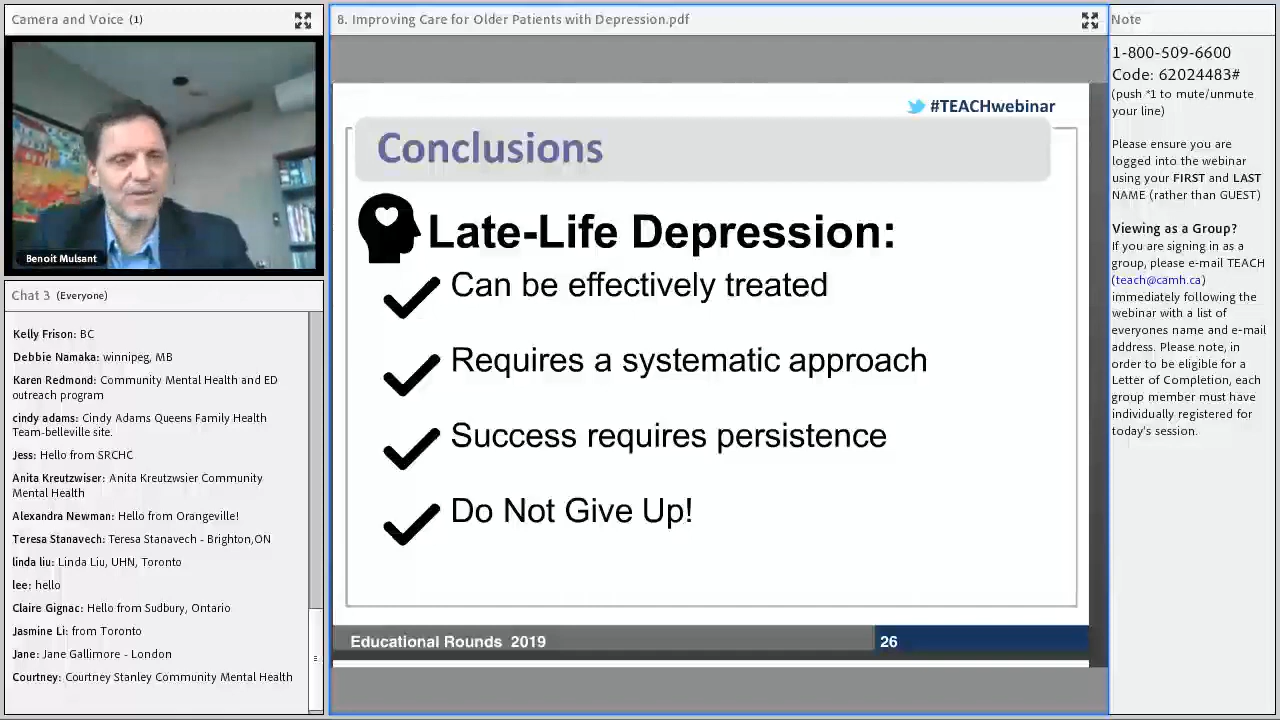 Camera and Voice (1)
Benoit Mulsant
Chat 3 (Everyone)
Kelly Frison: BC
Debbie Namaka: winnipeg, MB
Karen Redmond: Community Mental Health and ED
outreach program
cindy adams: Cindy Adams Queens Family Health
Team-belleville site.
Jess: Hello from SRCHC
Anita Kreutzwiser: Anita Kreutzwsier Community
Mental Health
Alexandra Newman: Hello from Orangeville!
Teresa Stanavech: Teresa Stanavech - Brighton,ON
linda liu: Linda Liu, UHN, Toronto
lee: hello
Claire Gignac: Hello from Sudbury, Ontario
Jasmine Li: from Toronto
Jane: Jane Gallimore - London
Courtney: Courtney Stanley Community Mental Health
8. Improving Care for Older Patients with Depression.pdf
#TEACHwebinar
Conclusions
Late-Life Depression:
Can be effectively treated
Requires a systematic approach
Success requires persistence
Do Not Give Up!
Educational Rounds 2019
26
Note
1-800-509-6600
Code: 62024483#
(push *1 to mute/unmute
your line)
Please ensure you are
logged into the webinar
using your FIRST and LAST
NAME (rather than GUEST)
Viewing as a Group?
If you are signing in as a
group, please e-mail TEACH
(teach@camh.ca)
immediately following the
webinar with a list of
everyones name and e-mail
address. Please note, in
order to be eligible for a
Letter of Completion, each
group member must have
individually registered for
today's session.